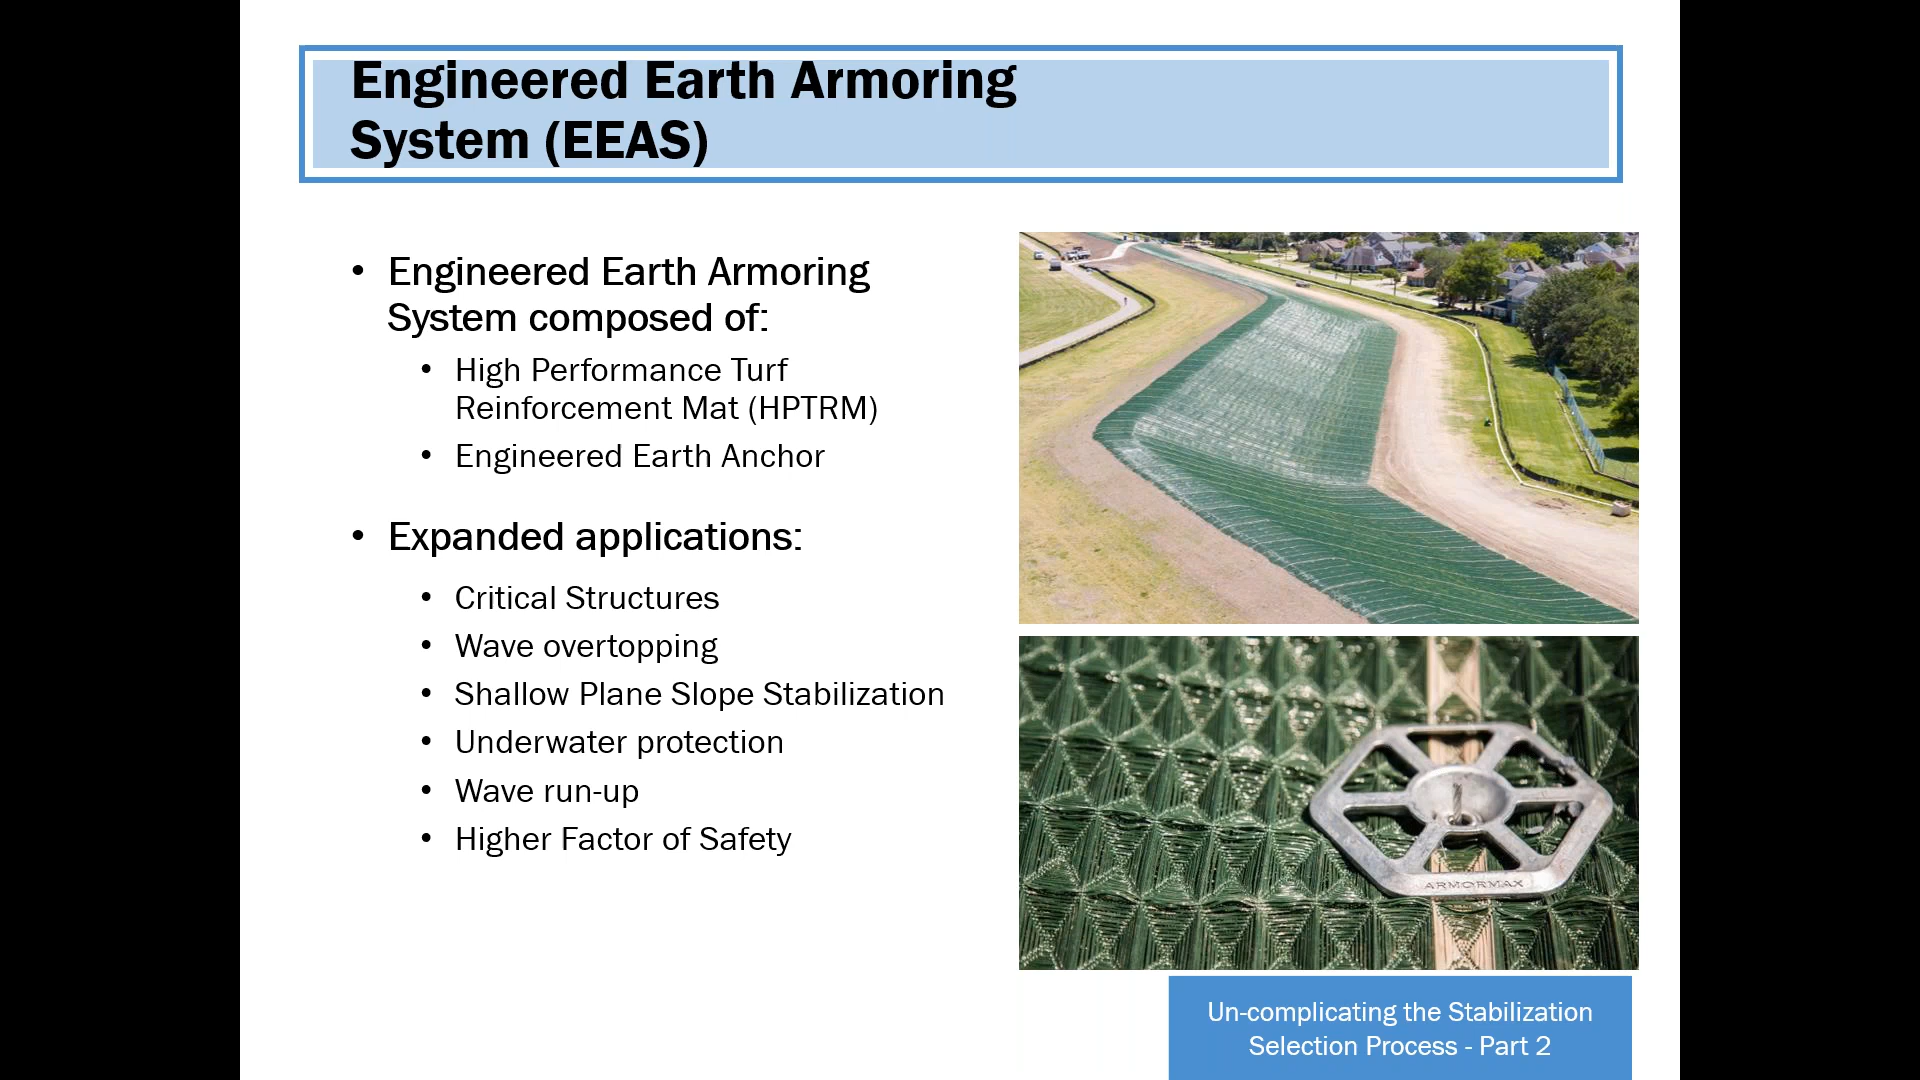 Engineered Earth Armoring
System (EEAS)
• Engineered Earth Armoring
System composed of:
• High Performance Turf
Reinforcement Mat (HPTRM)
• Engineered Earth Anchor
• Expanded applications:
• Critical Structures
• Wave overtopping
• Shallow Plane Slope Stabilization
• Underwater protection
• Wave run-up
• Higher Factor of Safety
ARMORMAX
Un-complicating the Stabilization
Selection Process - Part 2